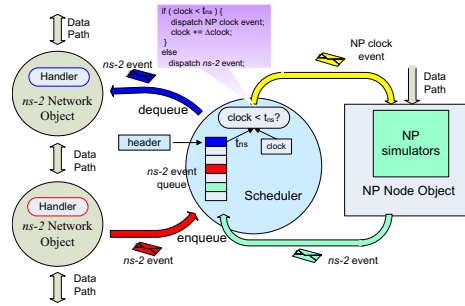 Data
Path
if ( clock < tns ) {
dispatch NP clock event;
clock += Δclock;
}
else
dispatch ns-2 event;
ns-2 event
NP clock
event
Handler
ns-2 Network
Object
dequeue
Data
Path
clock < tns?
header
tns
clock
NP
simulators
Data
Path
ns-2 event
queue
Scheduler
NP Node Object
Handler
ns-2 Network
Object
enqueue
ns-2 event
ns-2 event
Data
Path